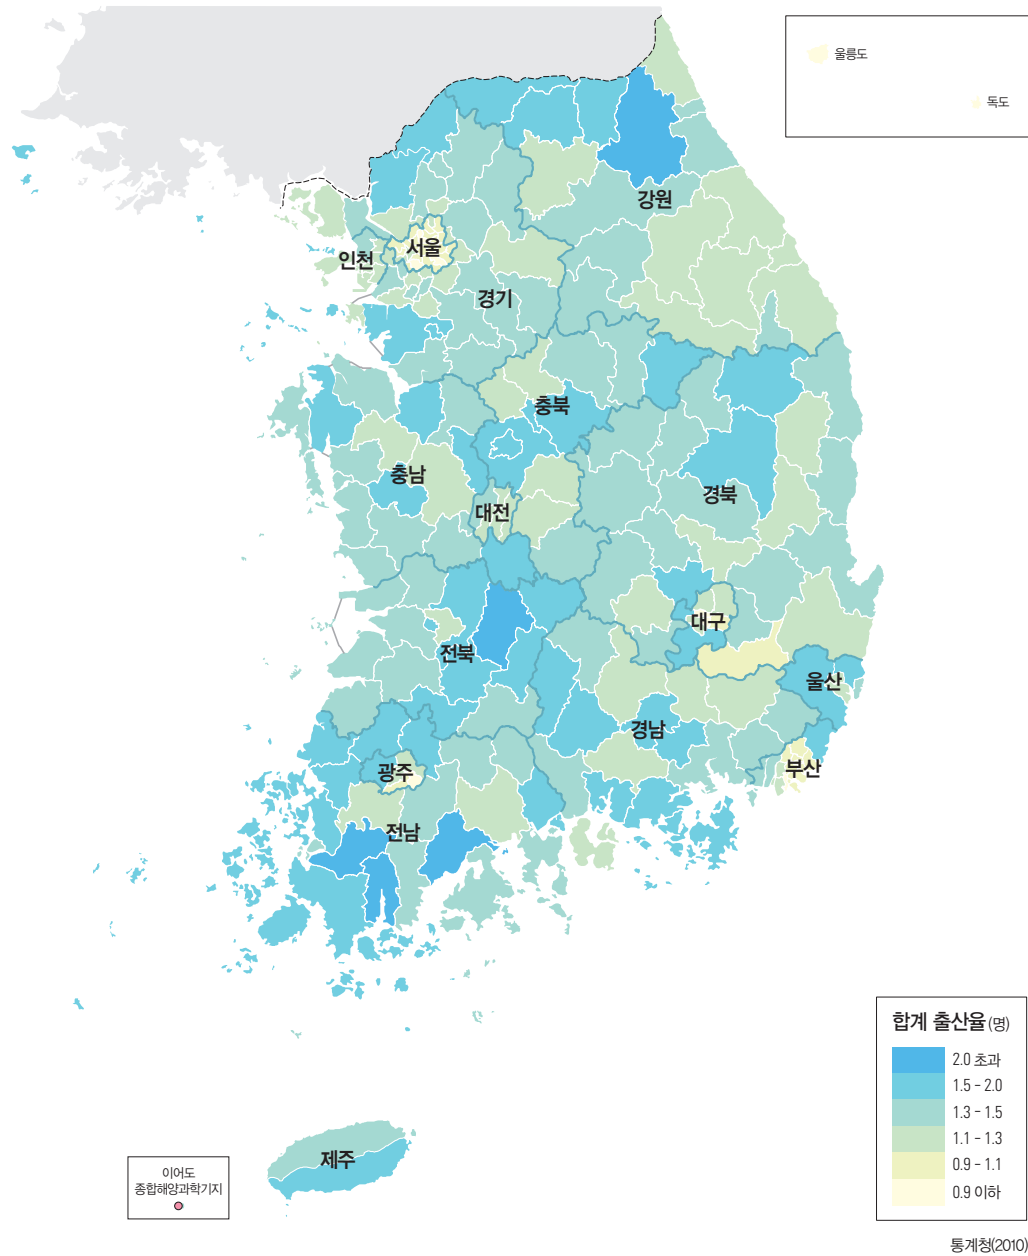 울릉도
독도
강원
서울
인천
경기
충북
충남
경북
대전
대구
전북
울산
경남
부산
광주
전남
제주
이어도
종합해양과학기지
합계 출산율(명)
2.0 초과
1.5 - 2.0
1.3 - 1.5
1.1 - 1.3
0.9 - 1.1
0.9 이하
통계청(2010)